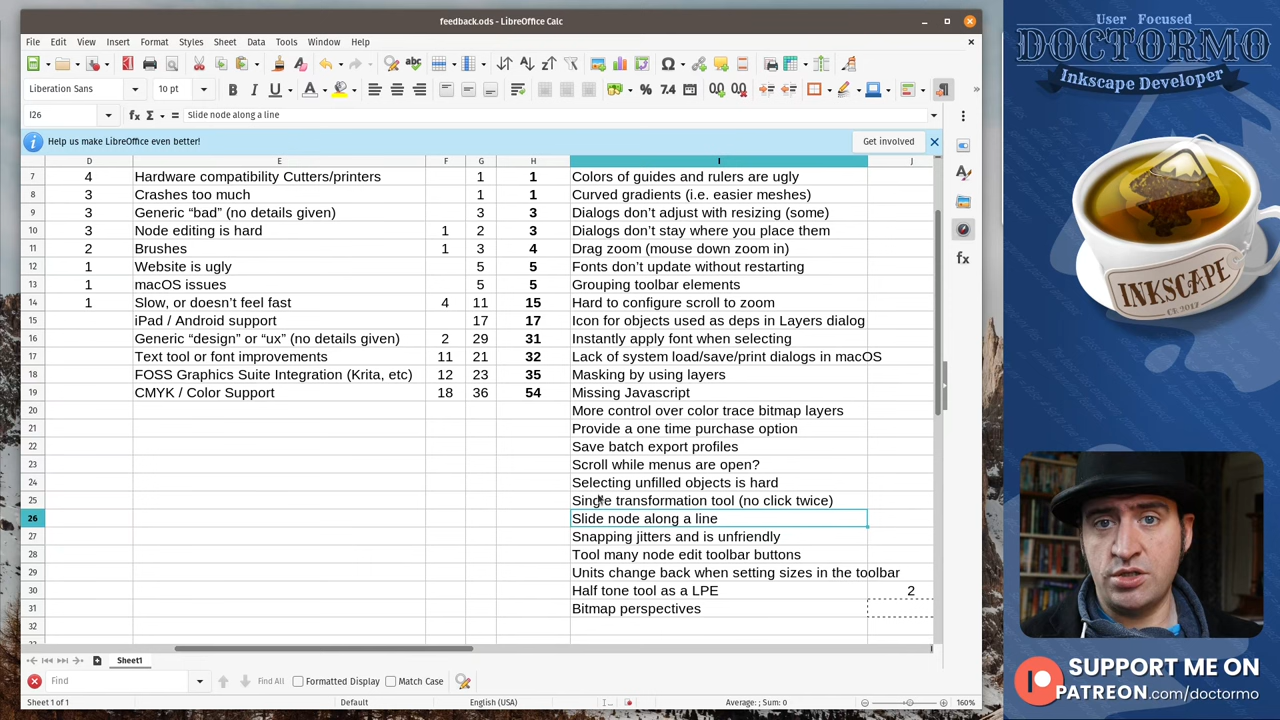 feedback.ods - LibreOffice Calc
File Edit View Insert Format Styles Sheet Data Tools Window Help
Liberation Sans 10 pt
I26 Slide node along a line
Help us make LibreOffice even better! Get involved
D E F G H I J
7 4 Hardware compatibility Cutters/printers 1 1 Colors of guides and rulers are ugly
8 3 Crashes too much 1 1 Curved gradients (i.e. easier meshes)
9 3 Generic “bad” (no details given) 3 3 Dialogs don’t adjust with resizing (some)
10 3 Node editing is hard 1 2 3 Dialogs don’t stay where you place them
11 2 Brushes 1 3 4 Drag zoom (mouse down zoom in)
12 1 Website is ugly 5 5 Fonts don’t update without restarting
13 1 macOS issues 5 5 Grouping toolbar elements
14 1 Slow, or doesn’t feel fast 4 11 15 Hard to configure scroll to zoom
15 iPad / Android support 17 17 Icon for objects used as deps in Layers dialog
16 Generic “design” or “ux” (no details given) 2 29 31 Instantly apply font when selecting
17 Text tool or font improvements 11 21 32 Lack of system load/save/print dialogs in macOS
18 FOSS Graphics Suite Integration (Krita, etc) 12 23 35 Masking by using layers
19 CMYK / Color Support 18 36 54 Missing Javascript
20 More control over color trace bitmap layers
21 Provide a one time purchase option
22 Save batch export profiles
23 Scroll while menus are open?
24 Selecting unfilled objects is hard
25 Single transformation tool (no click twice)
26 Slide node along a line
27 Snapping jitters and is unfriendly
28 Tool many node edit toolbar buttons
29 Units change back when setting sizes in the toolbar
30 Half tone tool as a LPE 2
31 Bitmap perspectives
32
Sheet1
Find Find All Formatted Display Match Case
Sheet 1 of 1 Default English (USA) Average: ; Sum: 0 160%
User Focused
DOCTORMO
Inkscape Developer
INKSCAPE
SUPPORT ME ON
PATREON.com/doctormo